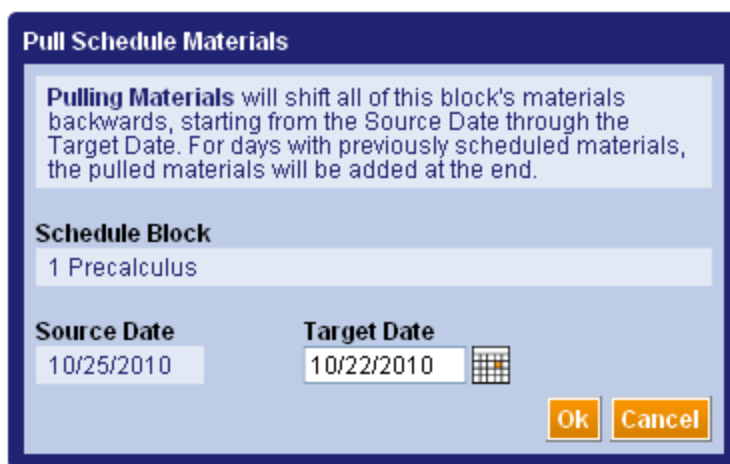 Pull Schedule Materials
Pulling Materials will shift all of this block's materials
backwards, starting from the Source Date through the
Target Date. For days with previously scheduled materials,
the pulled materials will be added at the end.
Schedule Block
1 Precalculus
Source Date Target Date
10/25/2010 10/22/2010
Ok Cancel